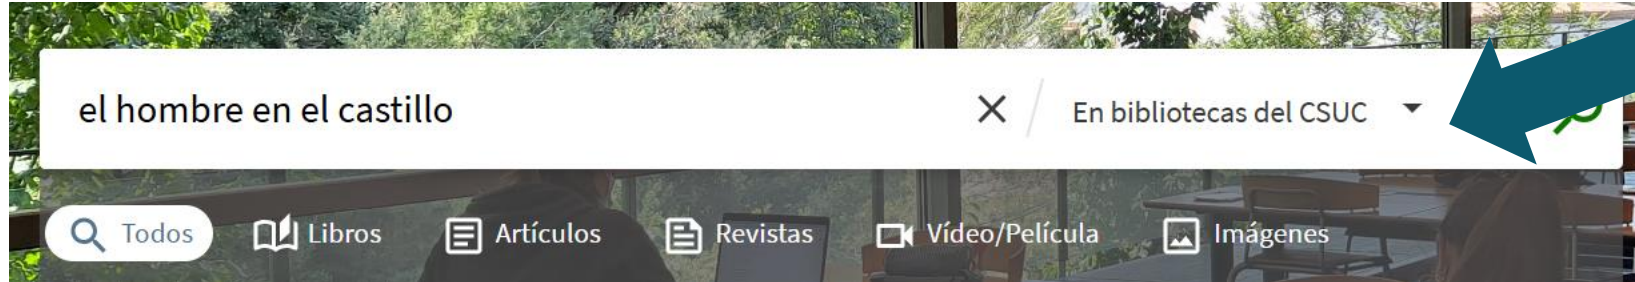 el hombre en el castillo
En bibliotecas del CSUC
Todos
Libros
Artículos
Revistas
Vídeo/Película
Imágenes